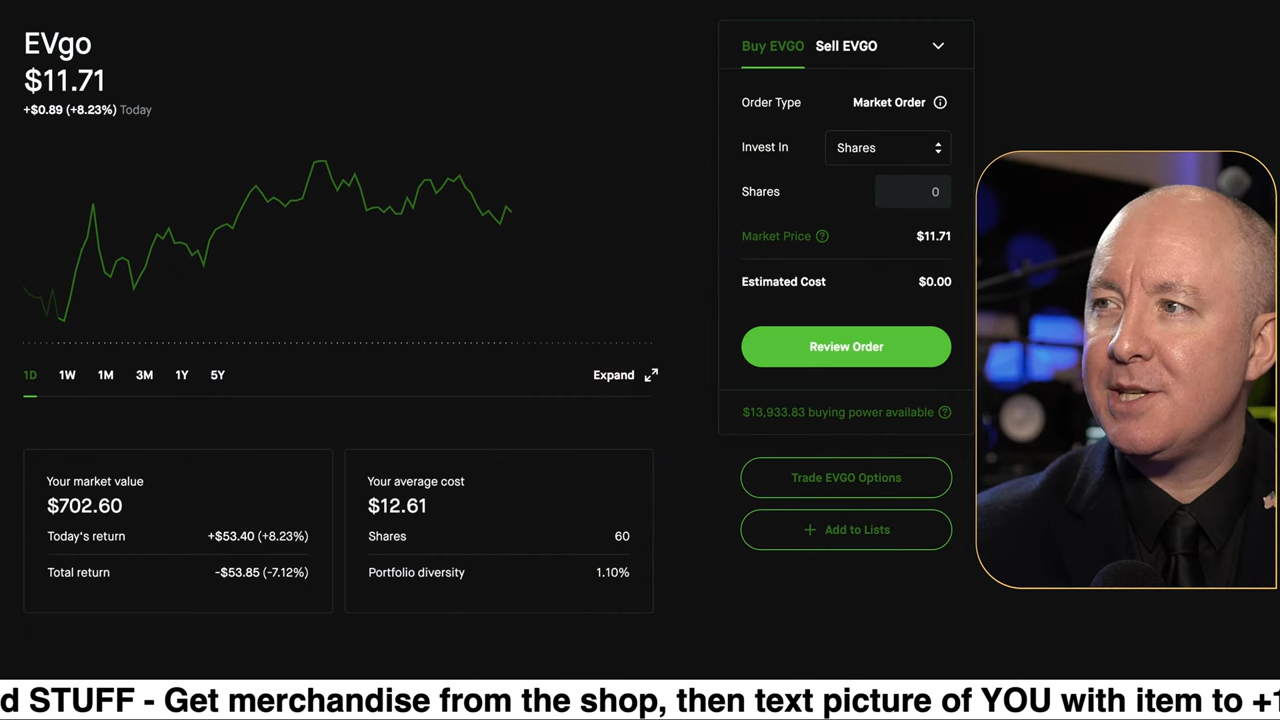 EVgo
$11.71
+$0.89 (+8.23%) Today
1D 1W 1M 3M 1Y 5Y
Expand
Your market value
$702.60
Today's return +$53.40 (+8.23%)
Total return -$53.85 (-7.12%)
Your average cost
$12.61
Shares 60
Portfolio diversity 1.10%
Buy EVGO Sell EVGO
Order Type Market Order
Invest In Shares
Shares 0
Market Price $11.71
Estimated Cost $0.00
Review Order
$13,933.83 buying power available
Trade EVGO Options
+ Add to Lists
d STUFF - Get merchandise from the shop, then text picture of YOU with item to +1